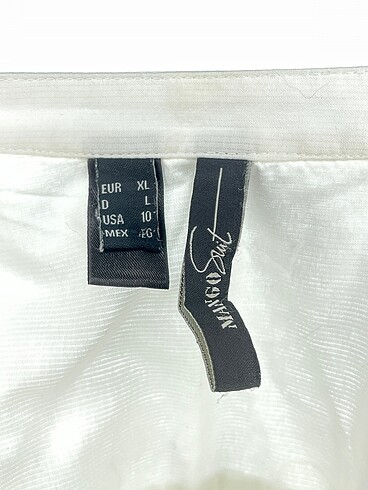 EUR XL
D L
USA 10
MEX EG
MANGO Suit